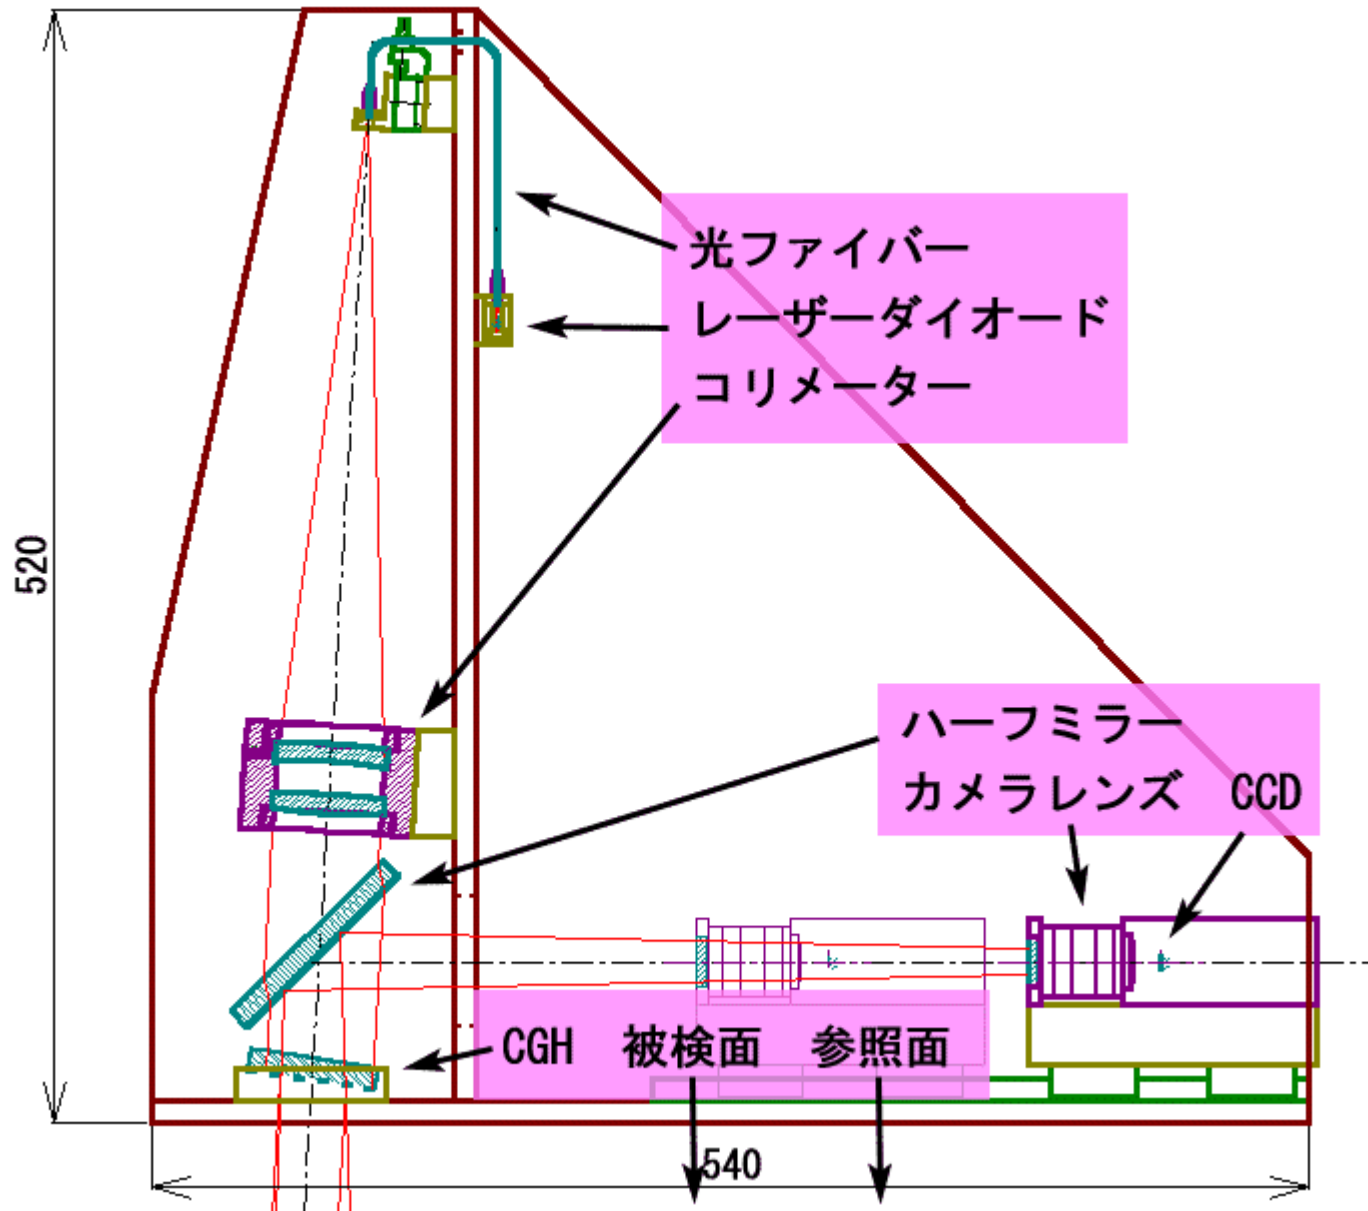 光ファイバー
レーザーダイオード
コリメーター
520
ハーフミラー
カメラレンズ CCD
CGH 被検面 参照面
540